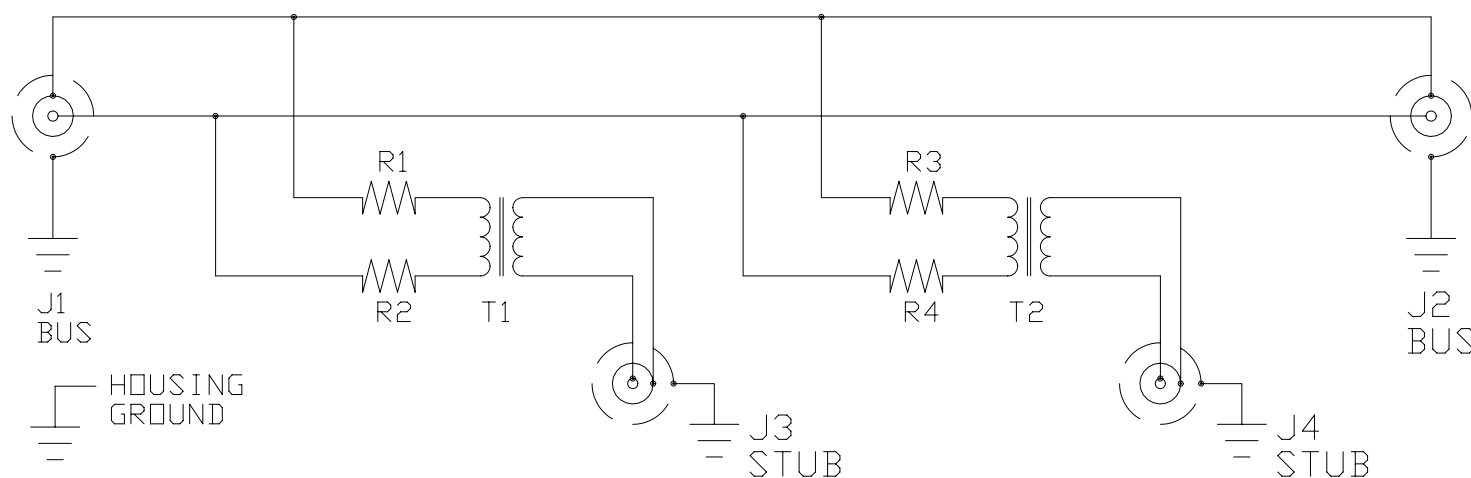 R1
R3
R2
T1
R4
T2
J1
BUS
J2
BUS
HOUSING
GROUND
J3
STUB
J4
STUB